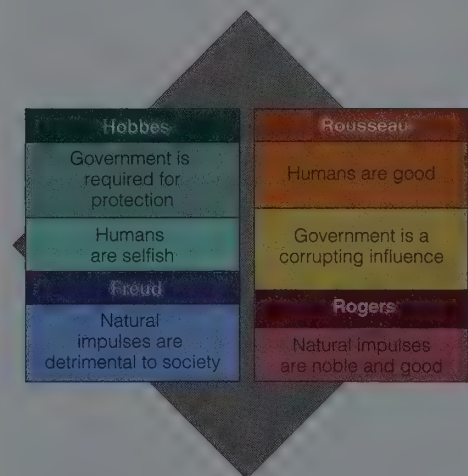 Hobbes
Government is
required for
protection
Humans
are selfish
Freud
Natural
impulses are
detrimental to society
Rousseau
Humans are good
Government is a
corrupting influence
Rogers
Natural impulses
are noble and good